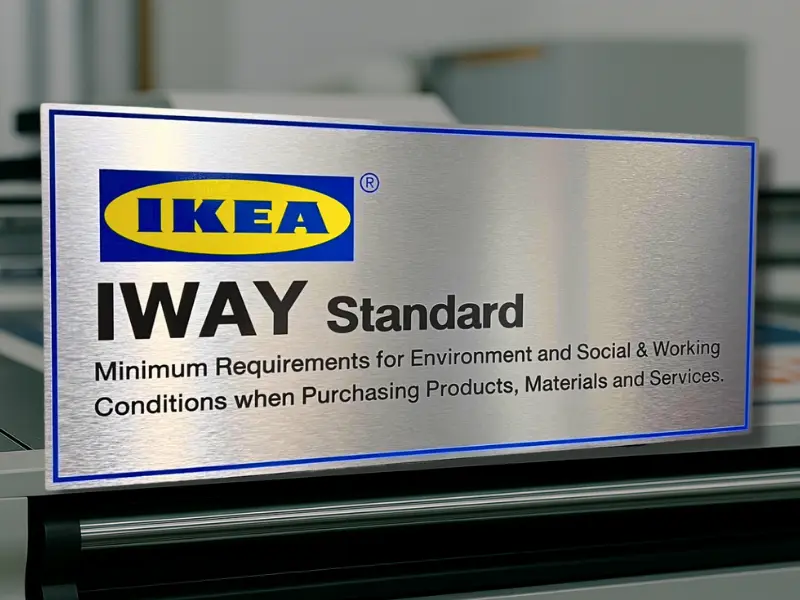 IKEA ®
IWAY Standard
Minimum Requirements for Environment and Social & Working
Conditions when Purchasing Products, Materials and Services.